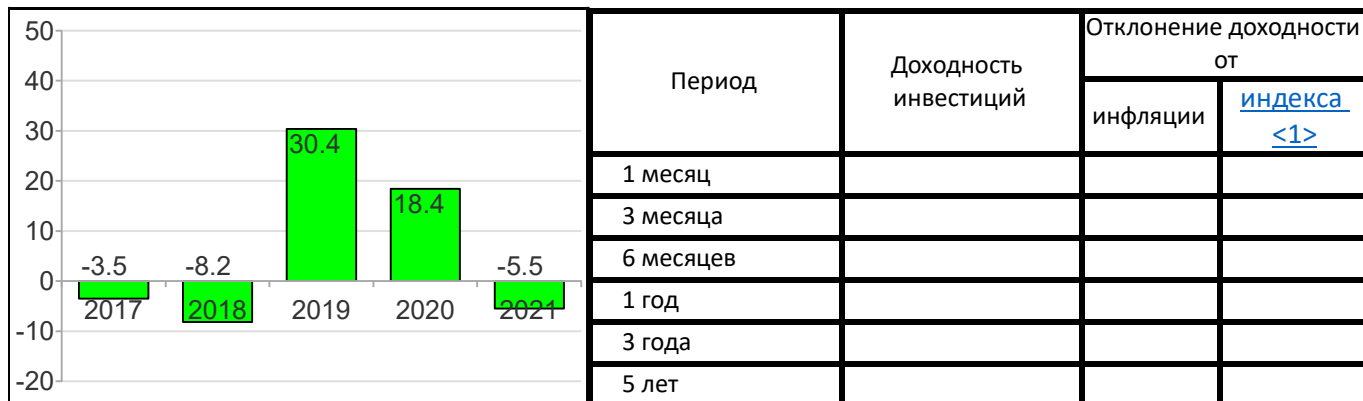 50
40
30
20
10
0
-10
-20
-3.5
-8.2
30.4
18.4
-5.5
2017
2018
2019
2020
2021
Период
Доходность
инвестиций
Отклонение доходности
от
инфляции
индекса
<1>
1 месяц
3 месяца
6 месяцев
1 год
3 года
5 лет